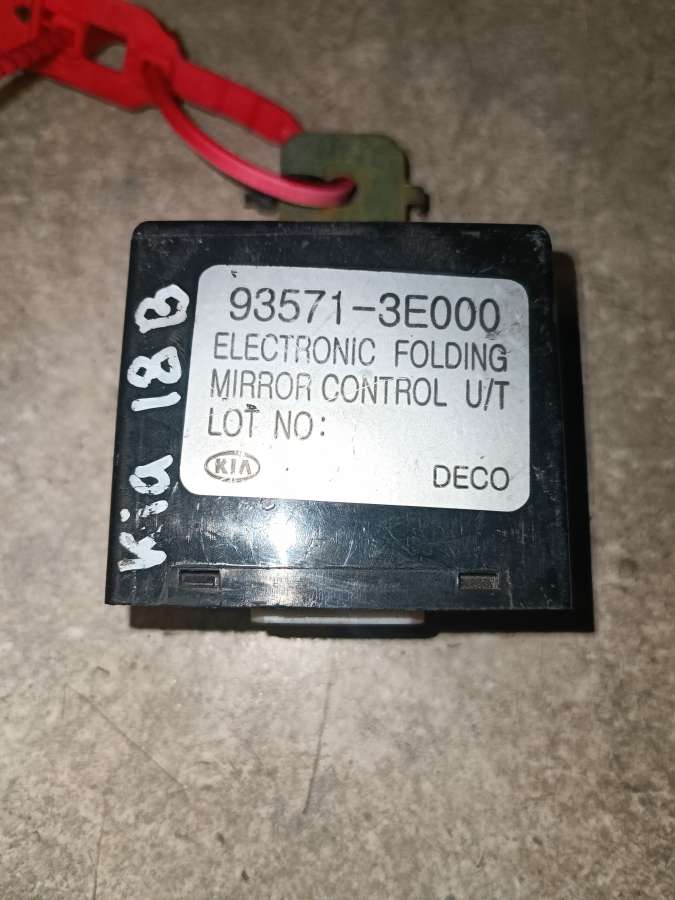 93571-3E000
ELECTRONIC FOLDING
MIRROR CONTROL U/T
LOT NO:
KIA DECO
Kia 18B